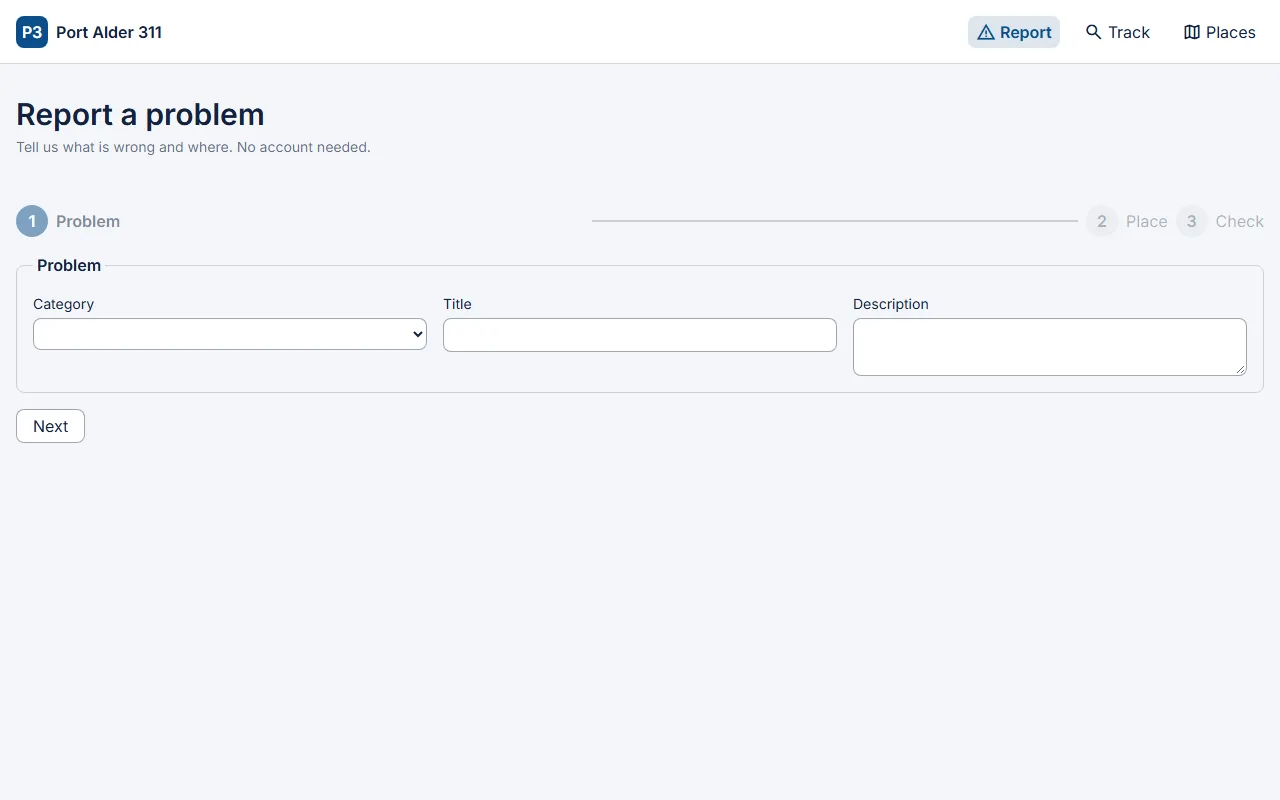 P3 Port Alder 311 Report Track Places
Report a problem
Tell us what is wrong and where. No account needed.
1 Problem 2 Place 3 Check
Problem
Category Title Description
Next